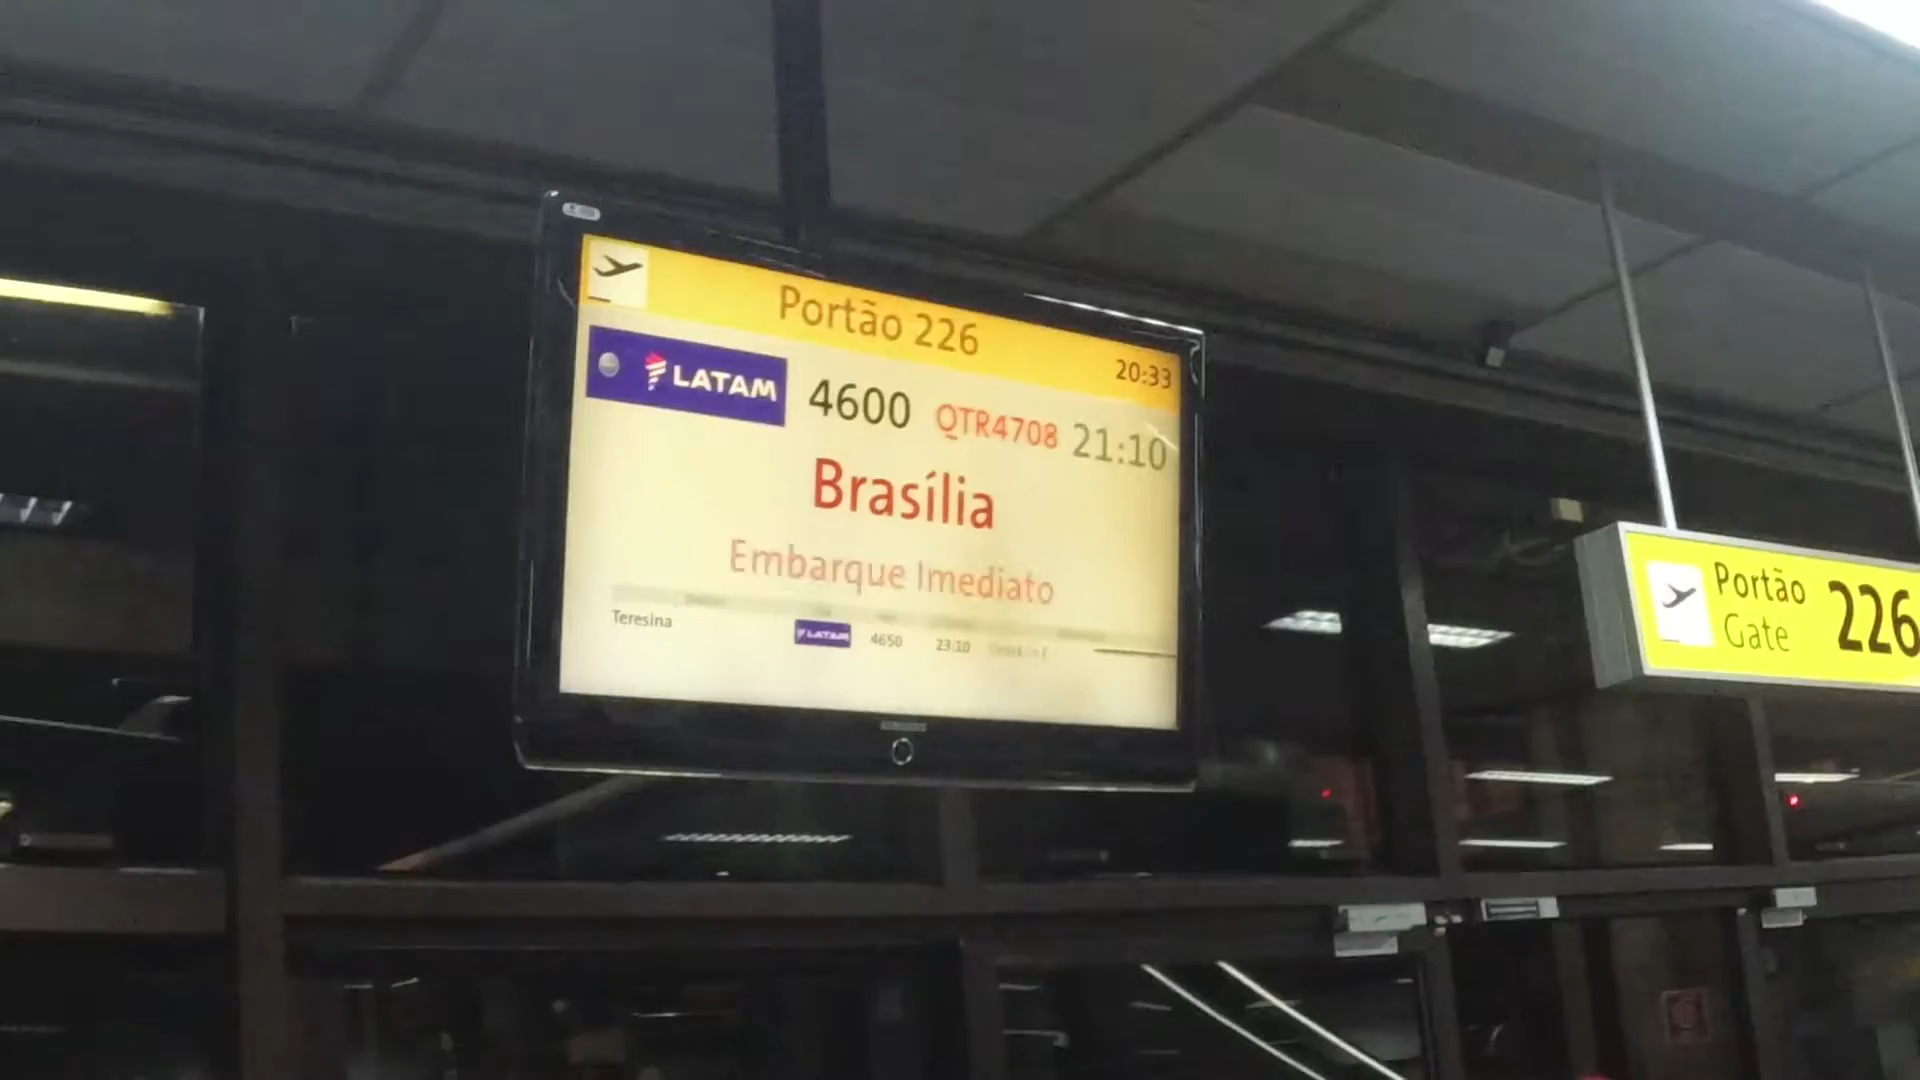 Portão 226
20:33
LATAM 4600 QTR4708 21:10
Brasília
Embarque Imediato
Teresina LATAM 4650 23:10
Portão
Gate
226